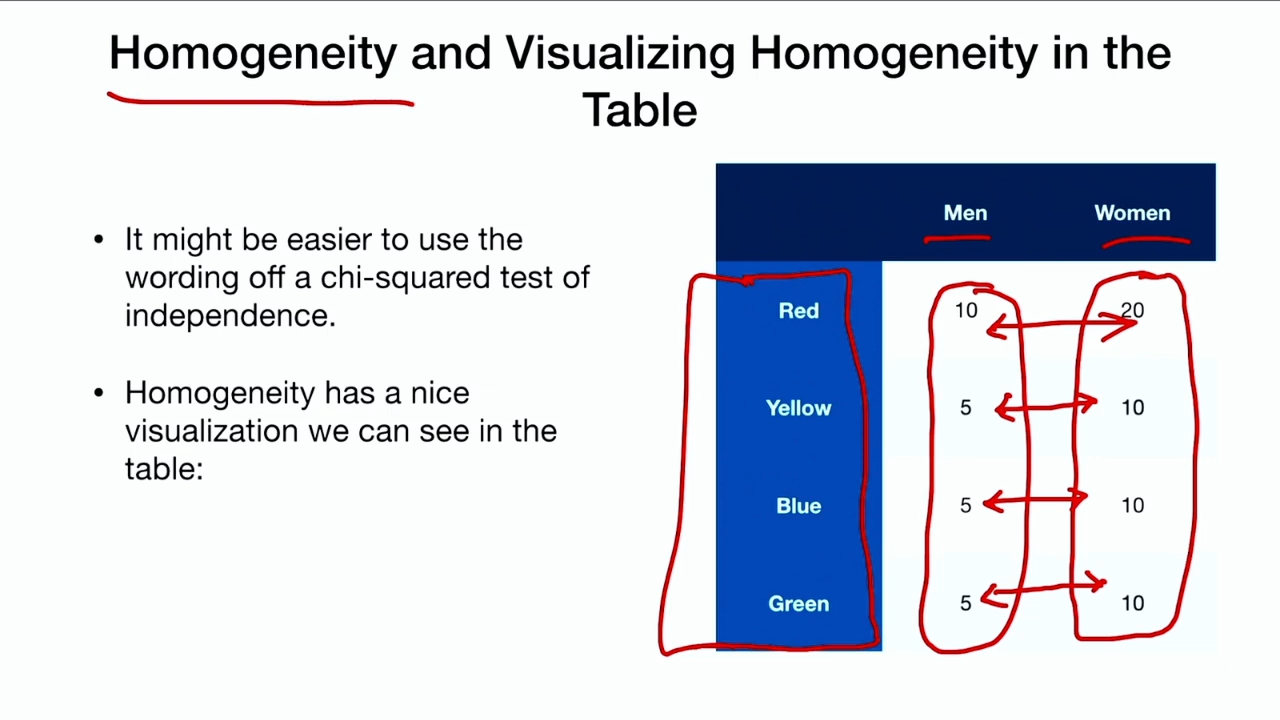 Homogeneity and Visualizing Homogeneity in the
Table
• It might be easier to use the
wording off a chi-squared test of
independence.
• Homogeneity has a nice
visualization we can see in the
table:
Men Women
Red 10 20
Yellow 5 10
Blue 5 10
Green 5 10